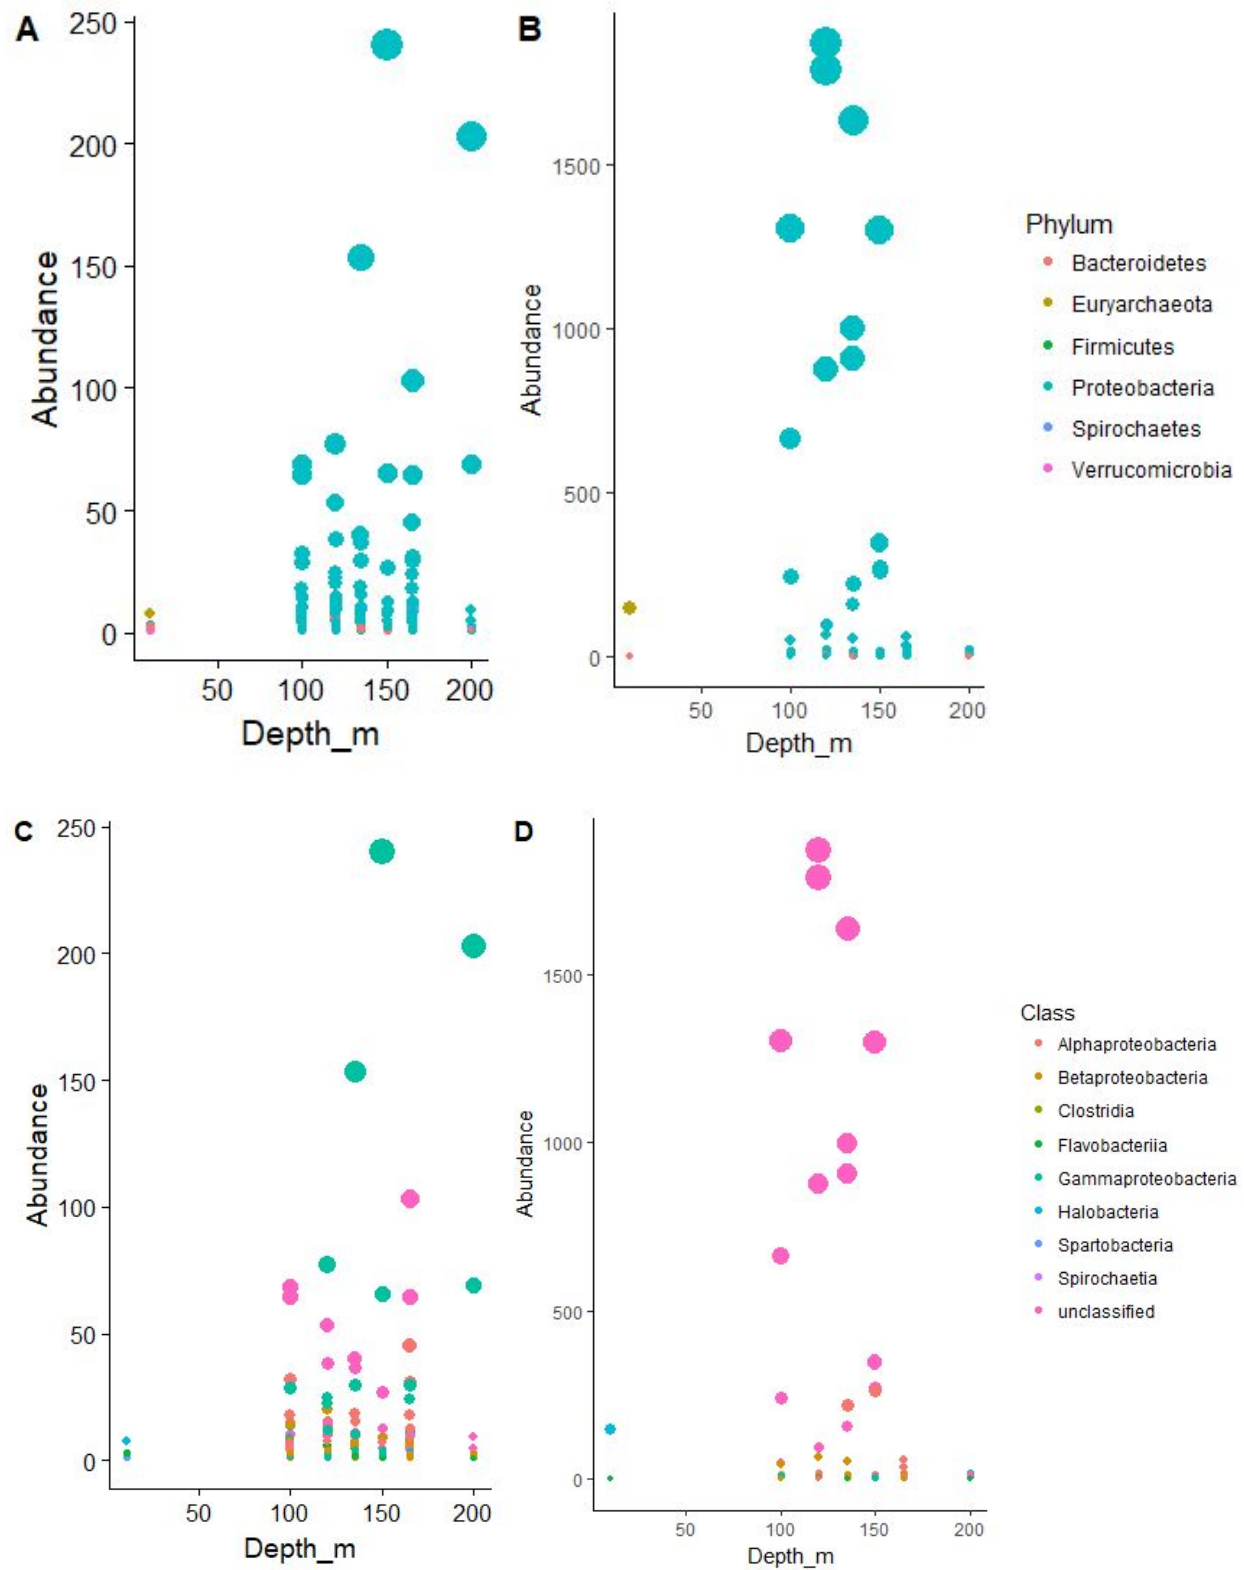 A
250
200
150
100
50
0
Abundance
50 100 150 200
Depth_m
B
1500
1000
500
0
Abundance
50 100 150 200
Depth_m
Phylum
Bacteroidetes
Euryarchaeota
Firmicutes
Proteobacteria
Spirochaetes
Verrucomicrobia
C
250
200
150
100
50
0
Abundance
50 100 150 200
Depth_m
D
1500
1000
500
0
Abundance
50 100 150 200
Depth_m
Class
Alphaproteobacteria
Betaproteobacteria
Clostridia
Flavobacteriia
Gammaproteobacteria
Halobacteria
Spartobacteria
Spirochaetia
unclassified